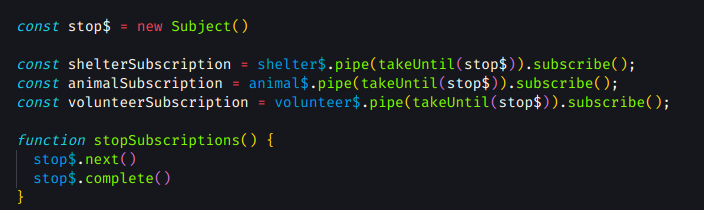 const stop$ = new Subject()
const shelterSubscription = shelter$.pipe(takeUntil(stop$)).subscribe();
const animalSubscription = animal$.pipe(takeUntil(stop$)).subscribe();
const volunteerSubscription = volunteer$.pipe(takeUntil(stop$)).subscribe();
function stopSubscriptions() {
stop$.next()
stop$.complete()
}